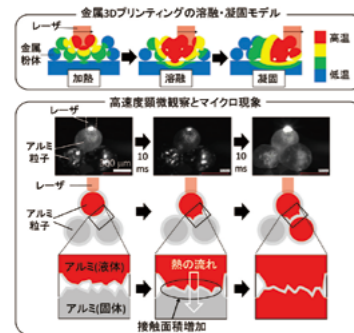 金属3Dプリンティングの溶融・凝固モデル
レーザ
金属
粉体
加熱
溶融
凝固
高温
低温
高速度顕微観察とマイクロ現象
レーザ
アルミ
粒子
10
ms
10
ms
レーザ
アルミ
粒子
アルミ(液体)
アルミ(固体)
熱の流れ
接触面積増加